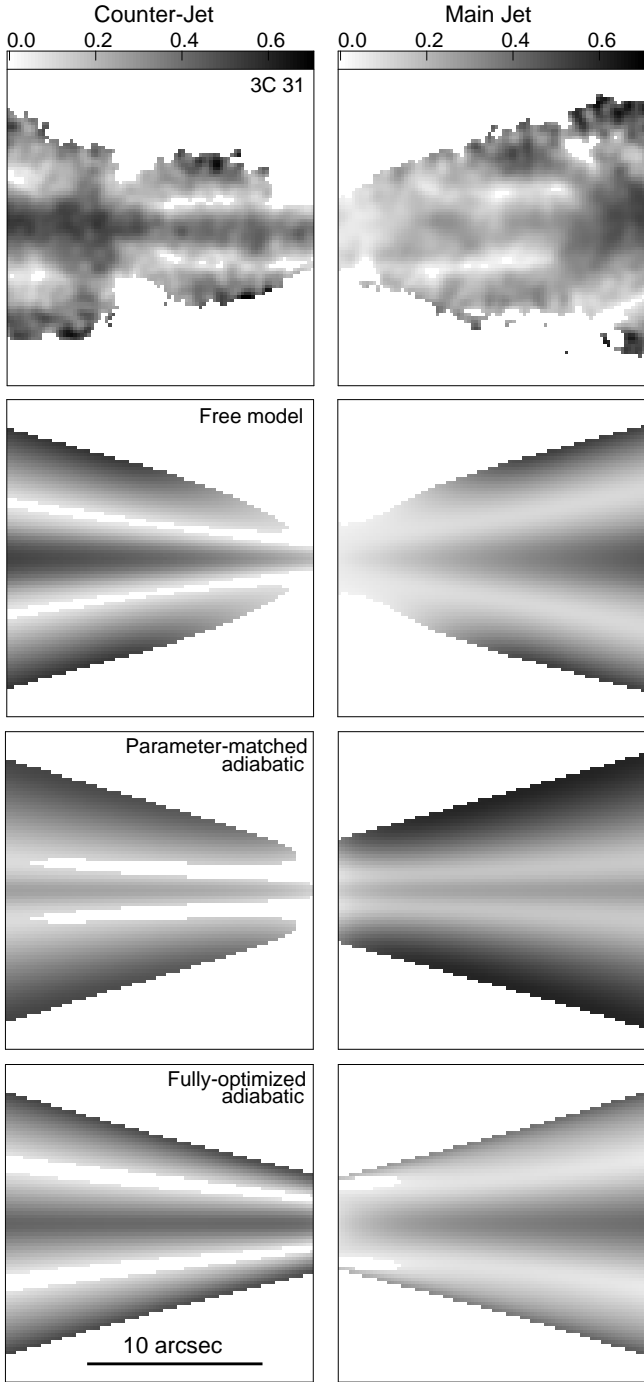 Counter-Jet Main Jet
0.0 0.2 0.4 0.6 0.0 0.2 0.4 0.6
3C 31
Free model
Parameter-matched
adiabatic
Fully-optimized
adiabatic
10 arcsec